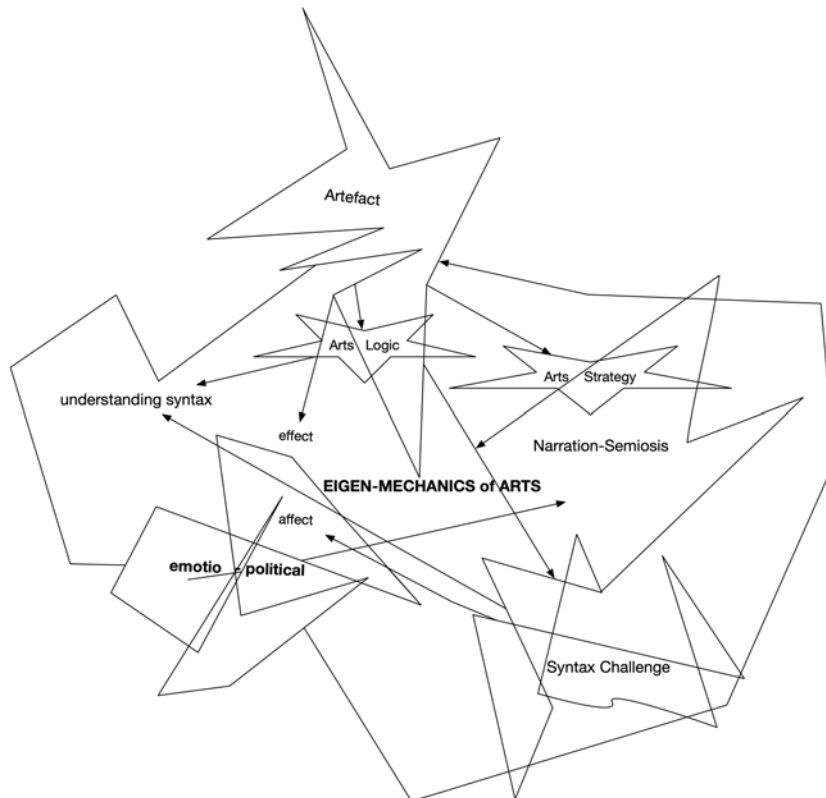 Artefact
Arts Logic
Arts Strategy
understanding syntax
effect
Narration-Semiosis
EIGEN-MECHANICS of ARTS
affect
emotio - political
Syntax Challenge